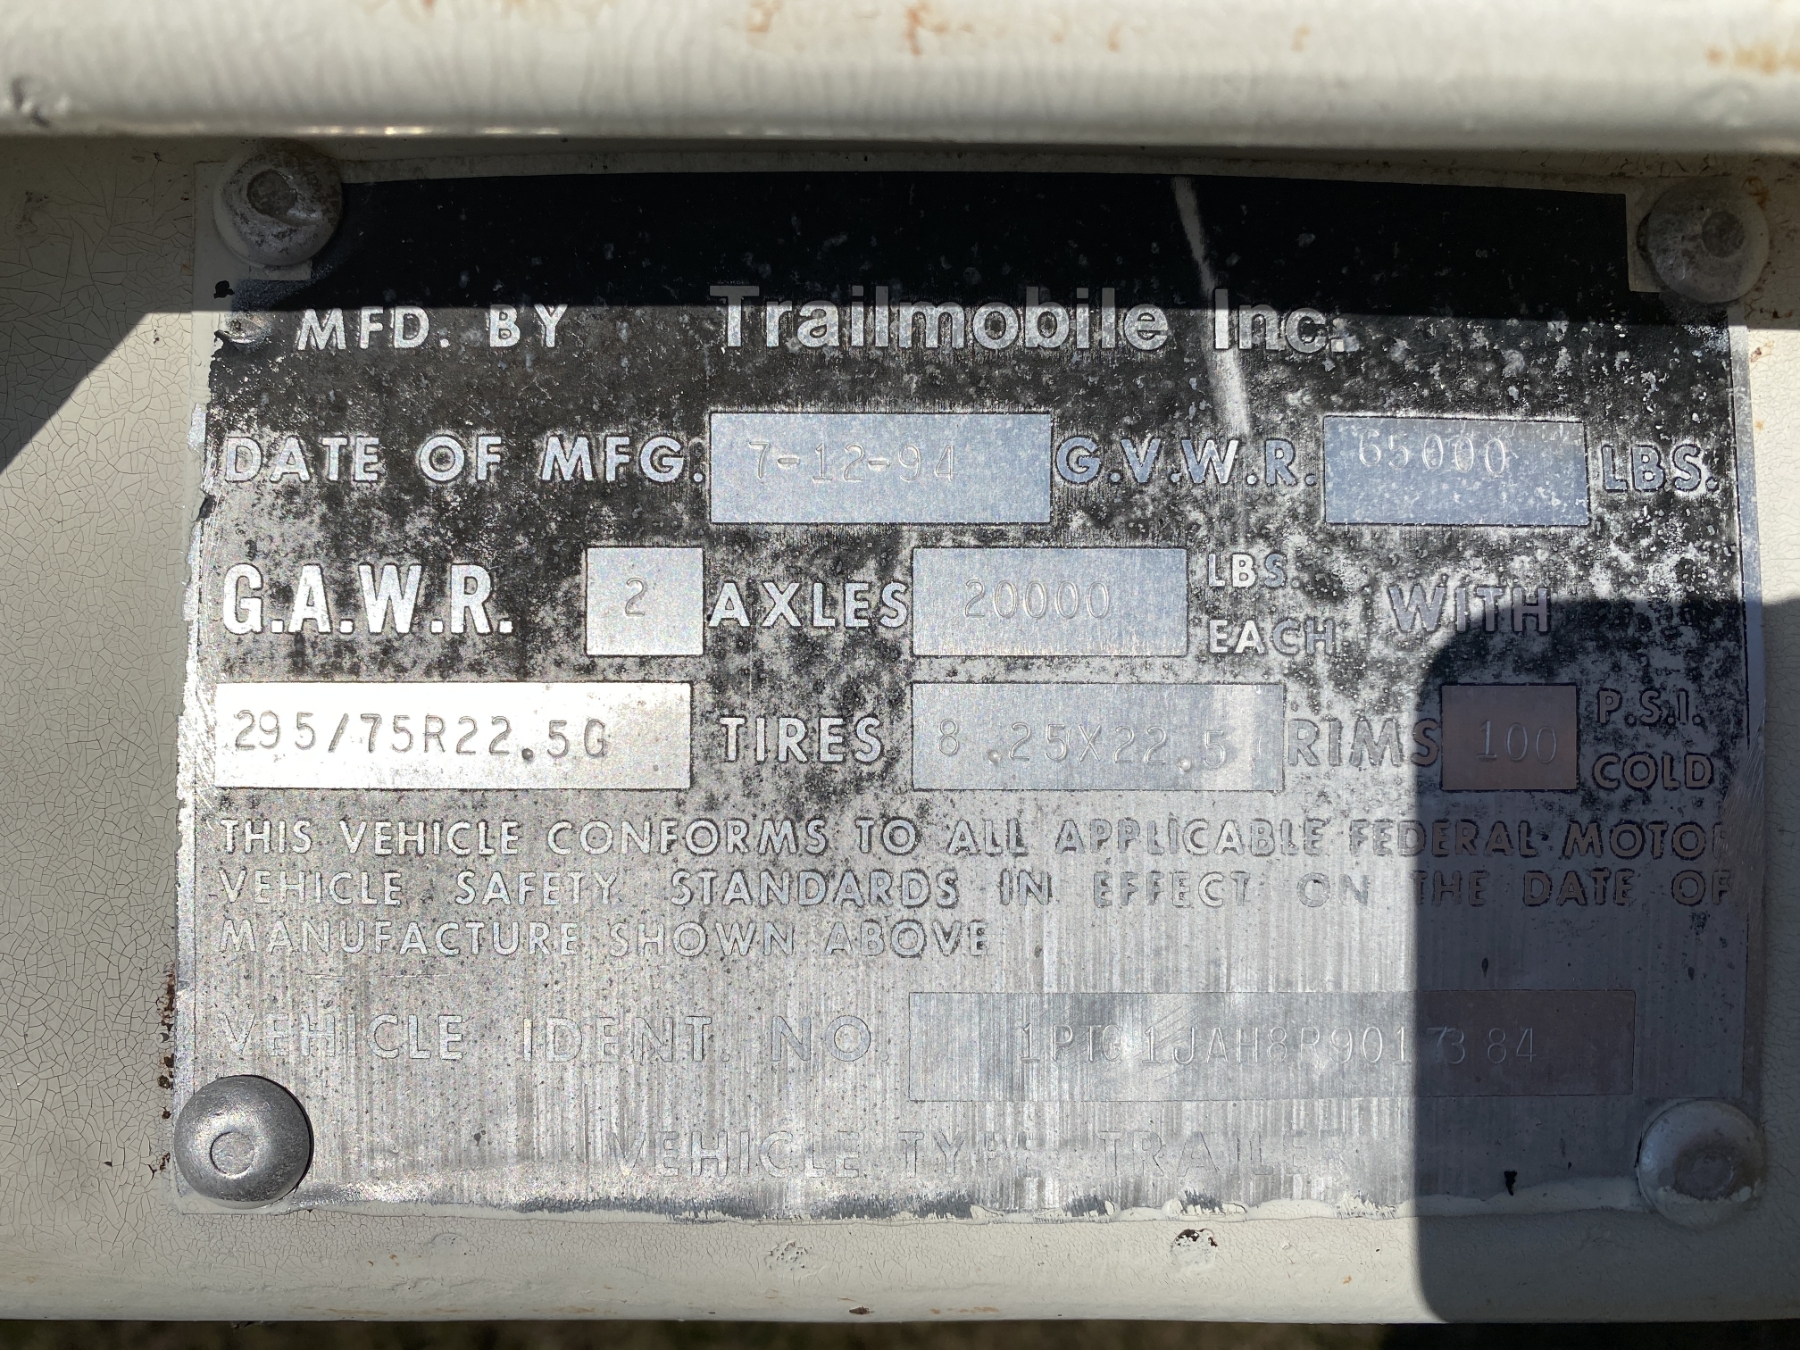 MFD. BY Trailmobile Inc.
DATE OF MFG. 7-12-94 G.V.W.R. 65000 LBS.
G.A.W.R. 2 AXLES 20000 LBS. EACH WITH
295/75R22.5G TIRES 8.25X22.5 RIMS 100 P.S.I. COLD
THIS VEHICLE CONFORMS TO ALL APPLICABLE FEDERAL MOTOR
VEHICLE SAFETY STANDARDS IN EFFECT ON THE DATE OF
MANUFACTURE SHOWN ABOVE
VEHICLE IDENT. NO
VEHICLE TYPE TRAILER